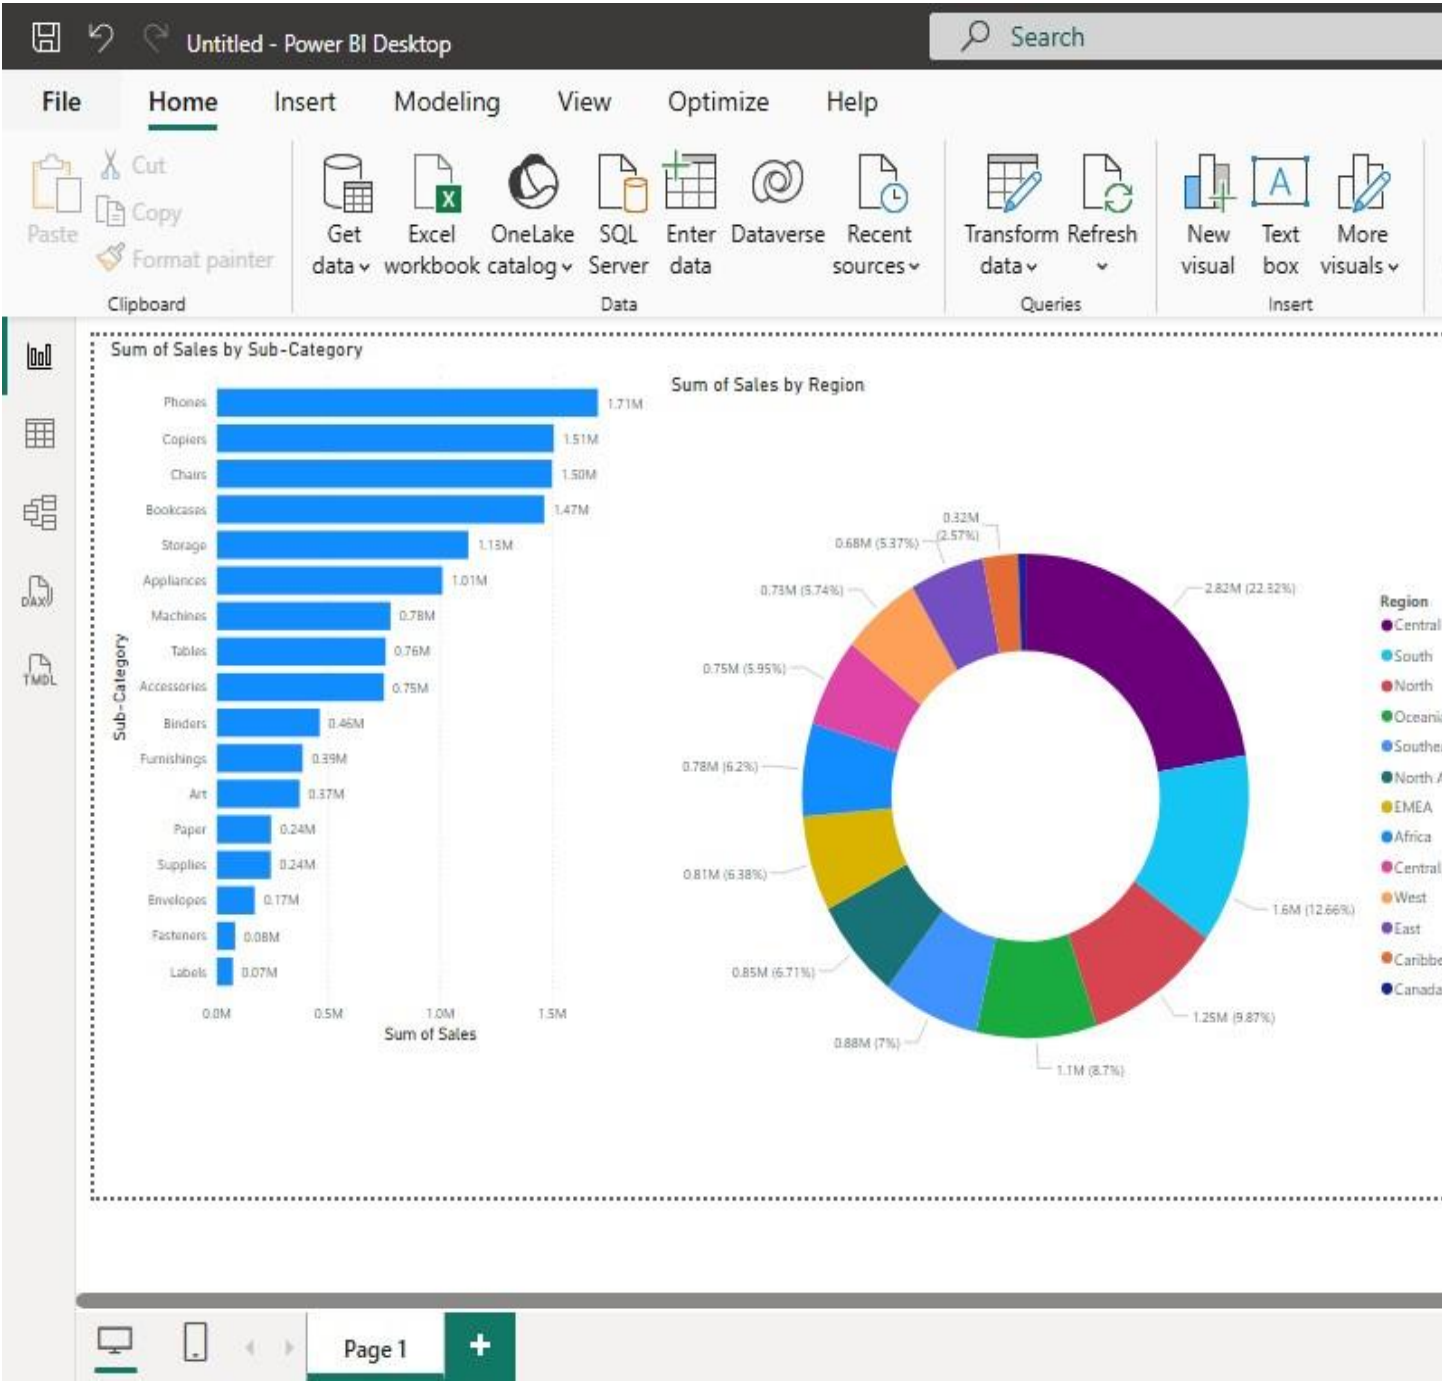 Untitled - Power BI Desktop
Search
File Home Insert Modeling View Optimize Help
Paste
Cut
Copy
Format painter
Clipboard
Get data
Excel workbook
OneLake catalog
SQL Server
Enter data
Dataverse
Recent sources
Data
Transform data
Refresh
Queries
New visual
Text box
More visuals
Insert
DAX
TMDL
Sum of Sales by Sub-Category
Sub-Category
Phones 1.71M
Copiers 1.51M
Chairs 1.50M
Bookcases 1.47M
Storage 1.13M
Appliances 1.01M
Machines 0.78M
Tables 0.76M
Accessories 0.75M
Binders 0.46M
Furnishings 0.39M
Art 0.37M
Paper 0.24M
Supplies 0.24M
Envelopes 0.17M
Fasteners 0.08M
Labels 0.07M
0.0M 0.5M 1.0M 1.5M
Sum of Sales
Sum of Sales by Region
2.82M (22.32%)
1.6M (12.66%)
1.25M (9.87%)
1.1M (8.7%)
0.88M (7%)
0.85M (6.71%)
0.81M (6.38%)
0.78M (6.2%)
0.75M (5.95%)
0.73M (5.74%)
0.68M (5.37%)
0.32M
(2.57%)
Region
Central
South
North
Oceania
Southe
North A
EMEA
Africa
Central
West
East
Caribbe
Canada
Page 1